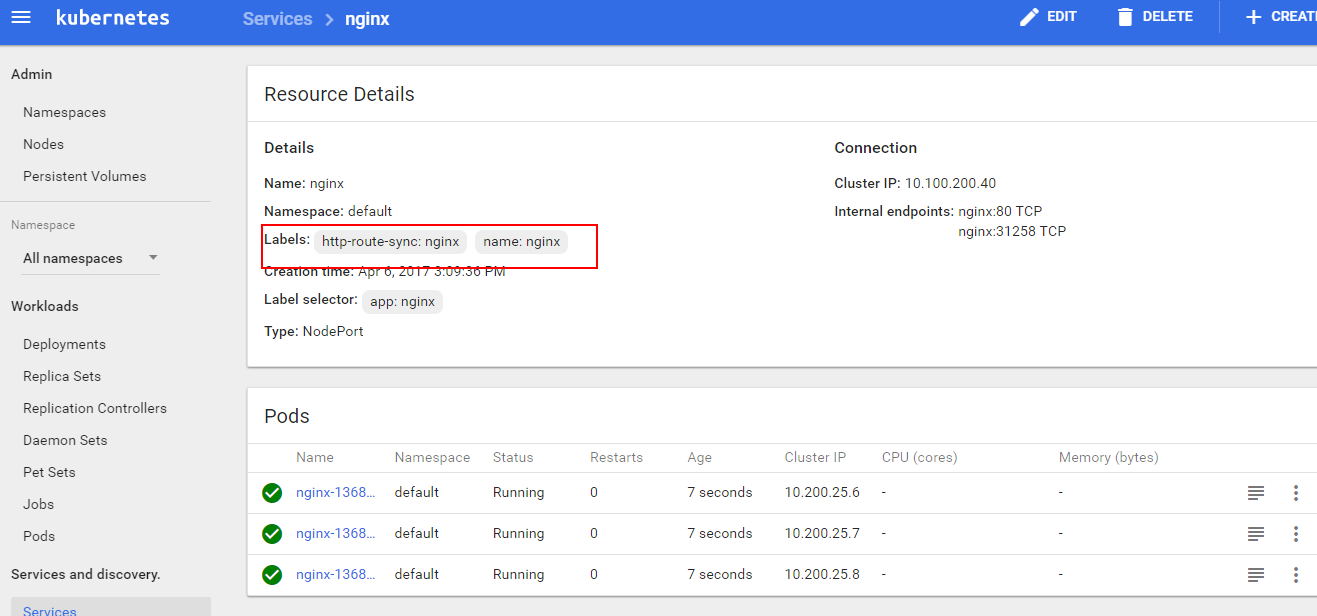 kubernetes Services > nginx EDIT DELETE + CREAT
Admin
Namespaces
Nodes
Persistent Volumes
Namespace
All namespaces
Workloads
Deployments
Replica Sets
Replication Controllers
Daemon Sets
Pet Sets
Jobs
Pods
Services and discovery.
Services
Resource Details
Details
Name: nginx
Namespace: default
Labels: http-route-sync: nginx name: nginx
Creation time: Apr 6, 2017 3:09:36 PM
Label selector: app: nginx
Type: NodePort
Connection
Cluster IP: 10.100.200.40
Internal endpoints: nginx:80 TCP
nginx:31258 TCP
Pods
Name Namespace Status Restarts Age Cluster IP CPU (cores) Memory (bytes)
nginx-1368... default Running 0 7 seconds 10.200.25.6 - -
nginx-1368... default Running 0 7 seconds 10.200.25.7 - -
nginx-1368... default Running 0 7 seconds 10.200.25.8 - -